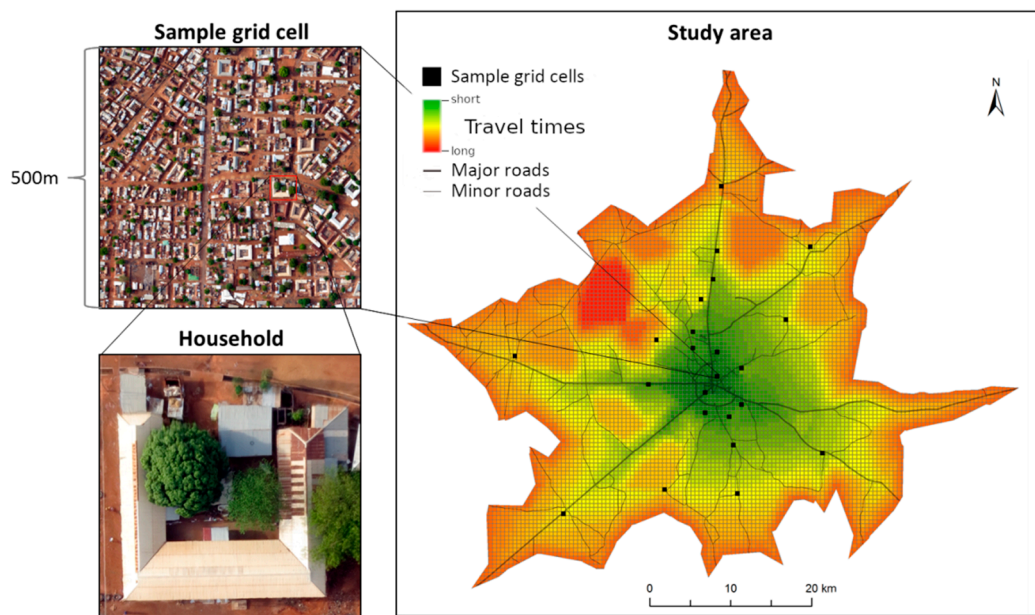 Sample grid cell
500m
Household
Study area
Sample grid cells
short
Travel times
long
Major roads
Minor roads
N
0 10 20 km